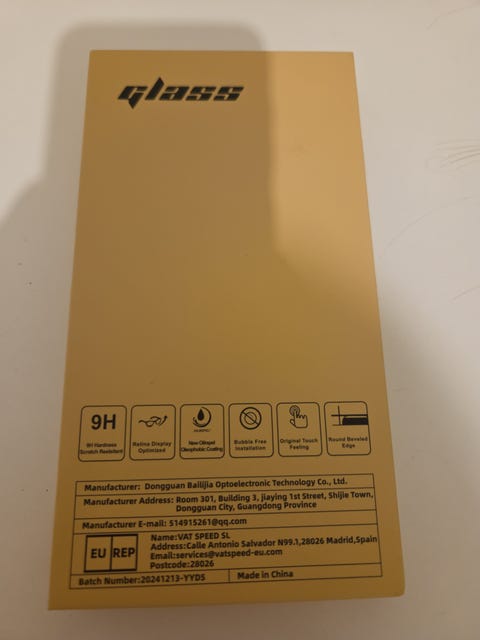 glass
9H
9H Hardness
Scratch Resistant
Retina Display
Optimized
New Oilrepel
Oleophobic Coating
Bubble Free
Installation
Original Touch
Feeling
Round Beveled
Edge
Manufacturer: Dongguan Bailijia Optoelectronic Technology Co., Ltd.
Manufacturer Address: Room 301, Building 3, jiaying 1st Street, Shijie Town,
Dongguan City, Guangdong Province
Manufacturer E-mail: 514915261@qq.com
EU REP
Name:VAT SPEED SL
Address:Calle Antonio Salvador N99.1,28026 Madrid,Spain
Email:services@vatspeed-eu.com
Postcode:28026
Batch Number:20241213-YYDS
Made in China